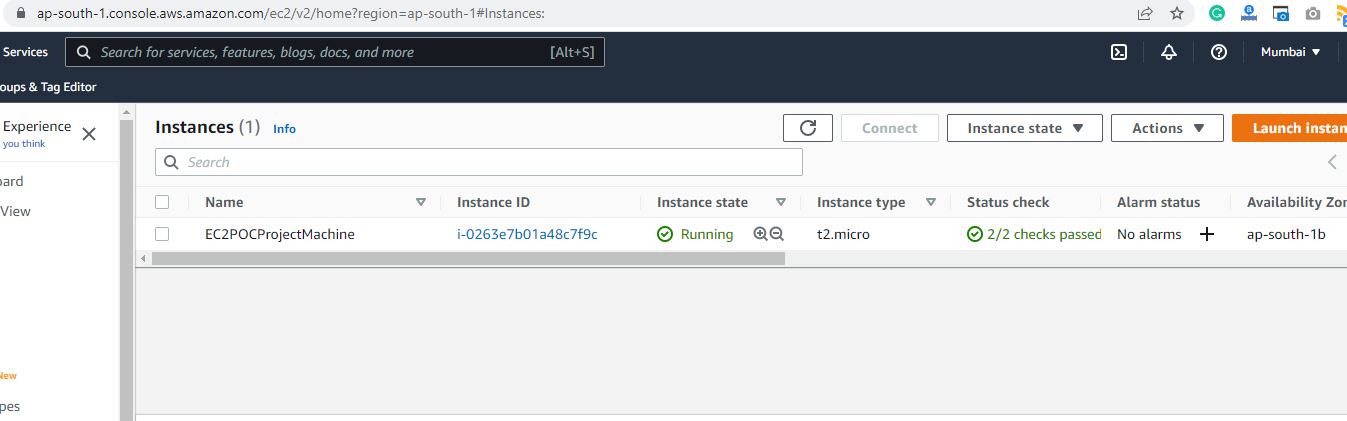 ap-south-1.console.aws.amazon.com/ec2/v2/home?region=ap-south-1#Instances:
Services Search for services, features, blogs, docs, and more [Alt+S] Mumbai
oups & Tag Editor
Experience
you think
Instances (1) Info Connect Instance state Actions Launch instan
Search
oard
View
Name Instance ID Instance state Instance type Status check Alarm status Availability Zon
EC2POCProjectMachine i-0263e7b01a48c7f9c Running t2.micro 2/2 checks passed No alarms ap-south-1b
New
pes